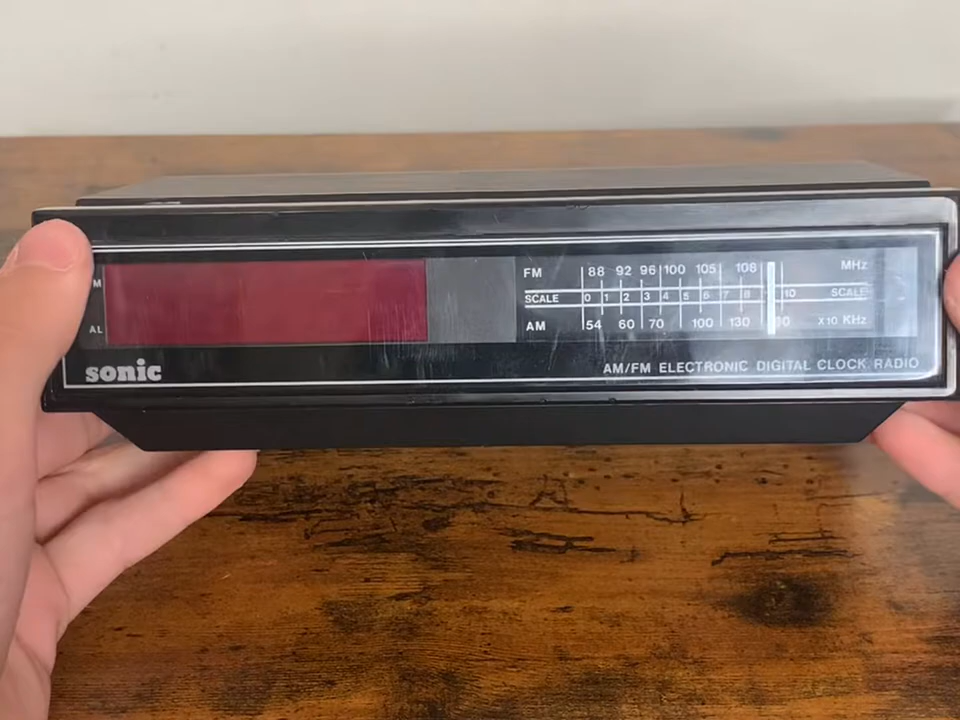 FM 88 92 96 100 105 108 MHz
SCALE 0 1 2 3 4 5 6 7 8 10 SCALE
AM 54 60 70 100 130 X10 KHz
AL
sonic
AM/FM ELECTRONIC DIGITAL CLOCK RADIO